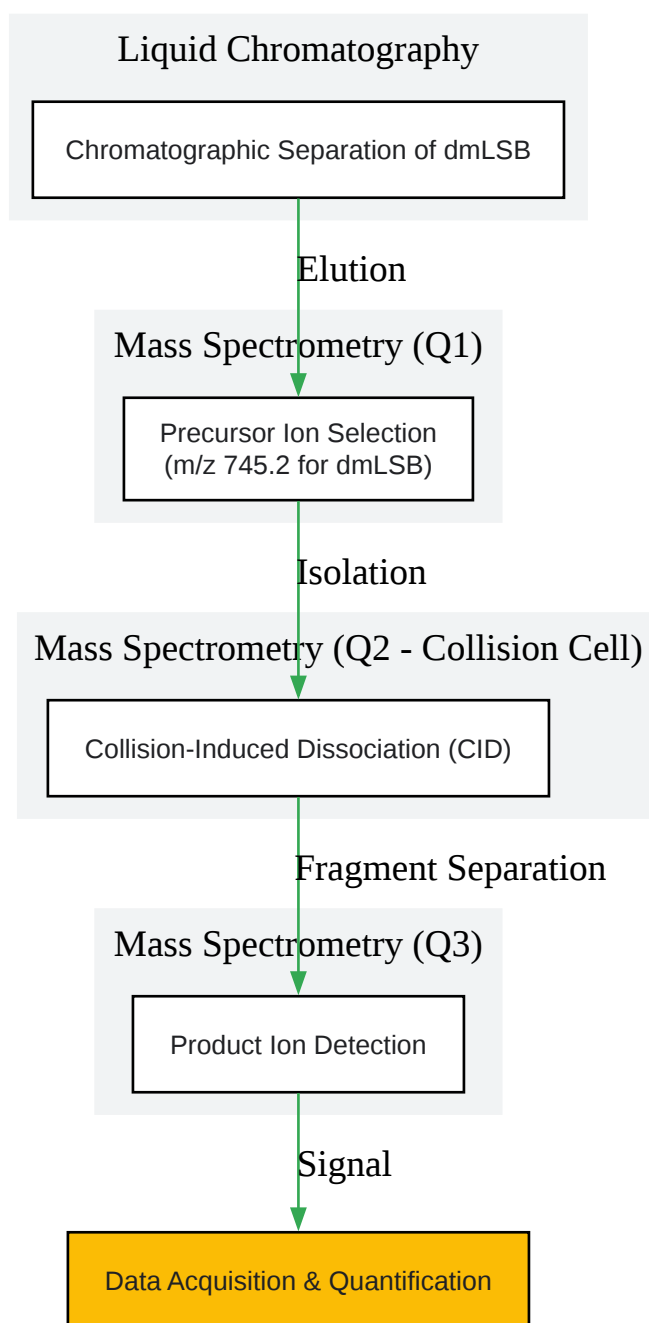 Liquid Chromatography
Chromatographic Separation of dmLSB
Elution
Mass Spectrometry (Q1)
Precursor Ion Selection
(m/z 745.2 for dmLSB)
Isolation
Mass Spectrometry (Q2 - Collision Cell)
Collision-Induced Dissociation (CID)
Fragment Separation
Mass Spectrometry (Q3)
Product Ion Detection
Signal
Data Acquisition & Quantification